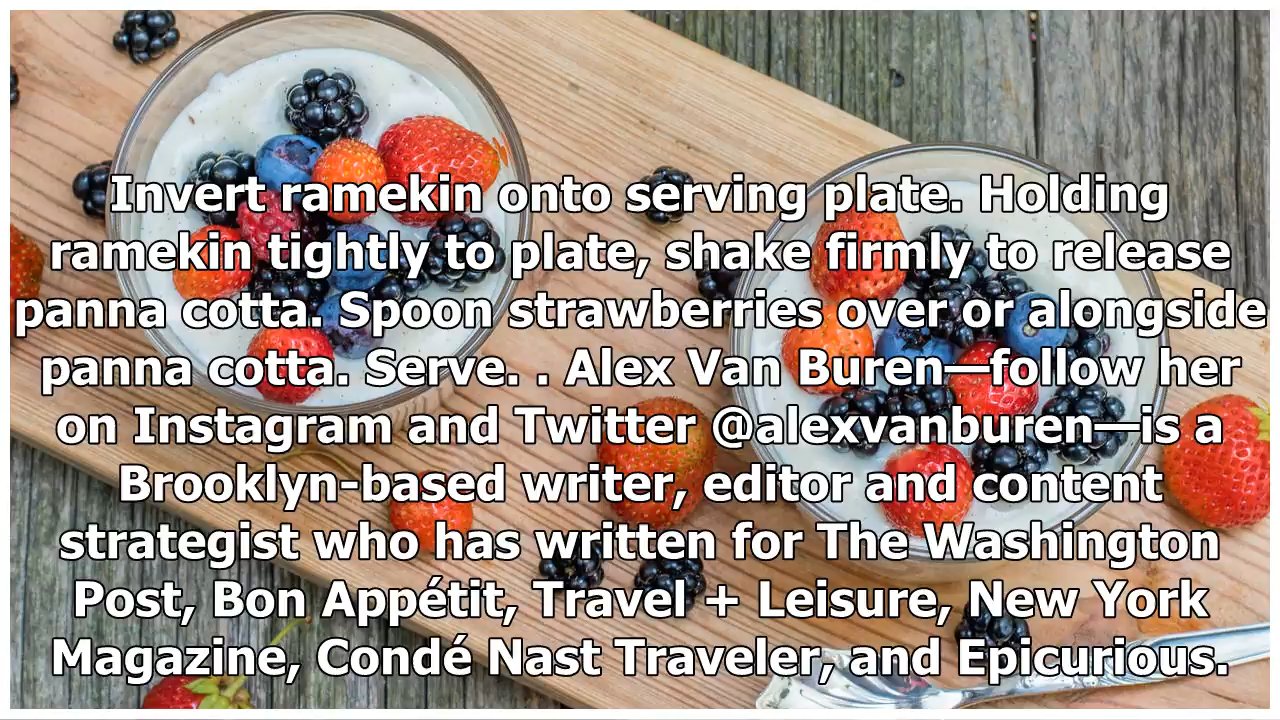 Invert ramekin onto serving plate. Holding
ramekin tightly to plate, shake firmly to release
panna cotta. Spoon strawberries over or alongside
panna cotta. Serve. . Alex Van Buren—follow her
on Instagram and Twitter @alexvanburen—is a
Brooklyn-based writer, editor and content
strategist who has written for The Washington
Post, Bon Appétit, Travel + Leisure, New York
Magazine, Condé Nast Traveler, and Epicurious.